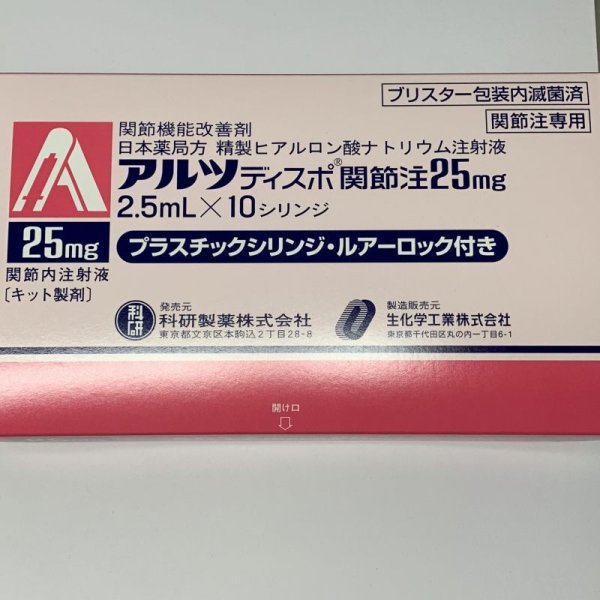 ブリスター包装内滅菌済
関節注専用
関節機能改善剤
日本薬局方 精製ヒアルロン酸ナトリウム注射液
アルツディスポ®関節注25mg
2.5mL×10シリンジ
25mg
プラスチックシリンジ・ルアーロック付き
関節内注射液
〔キット製剤〕
科研
発売元
科研製薬株式会社
東京都文京区本駒込2丁目28-8
製造販売元
生化学工業株式会社
東京都千代田区丸の内一丁目6-1
開け口